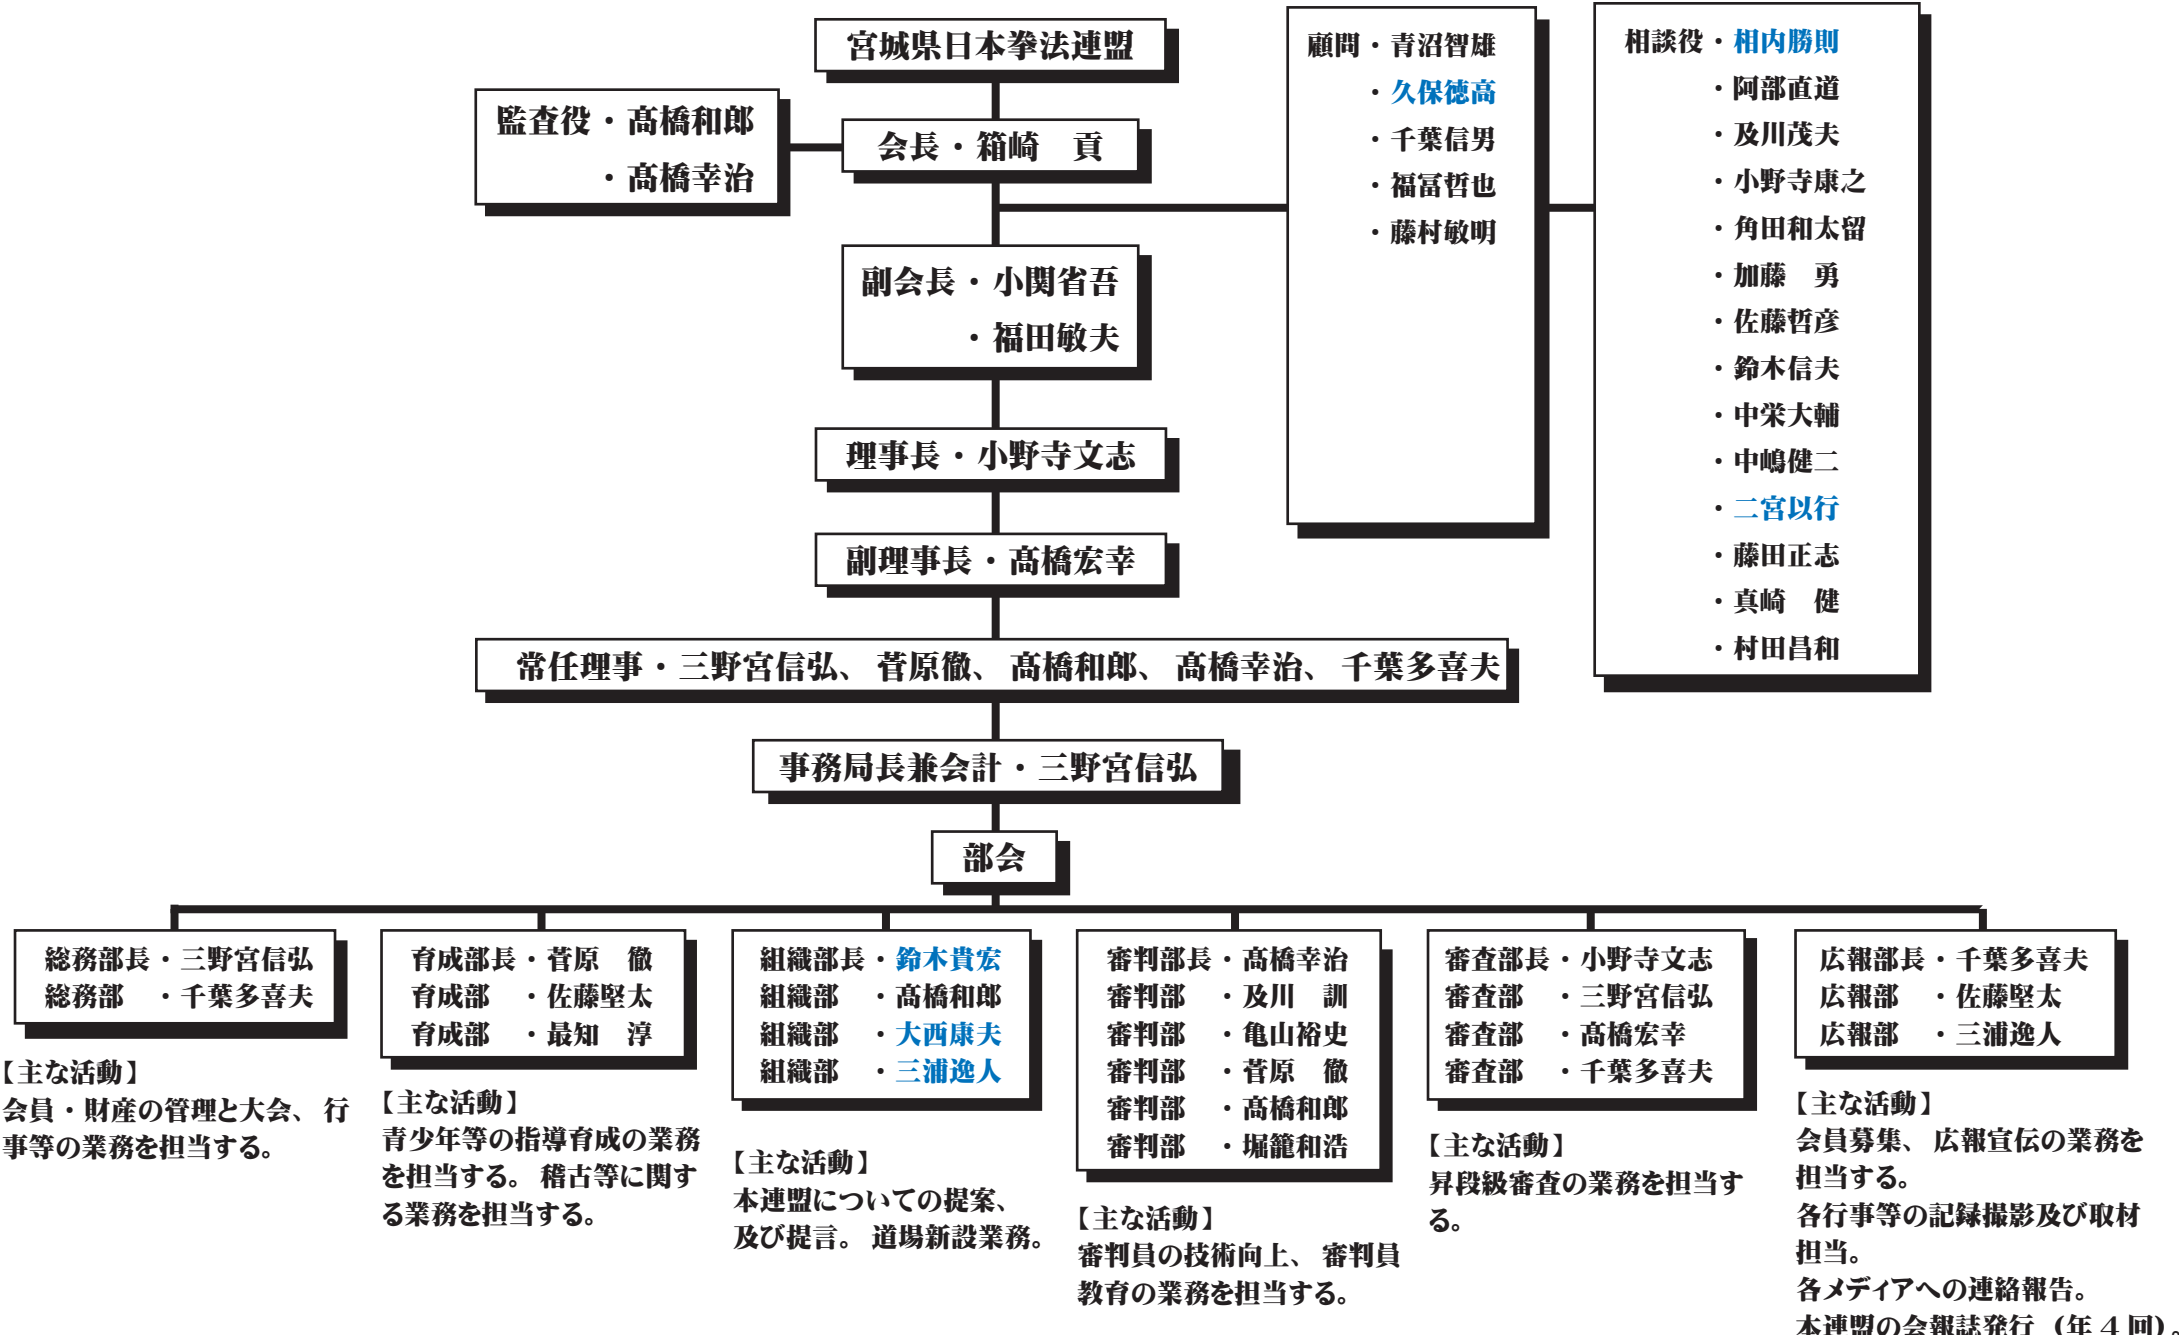 宮城県日本拳法連盟
監査役・髙橋和郎
・髙橋幸治
会長・箱崎　貢
顧問・青沼智雄
・久保徳高
・千葉信男
・福冨哲也
・藤村敏明
相談役・相内勝則
・阿部直道
・及川茂夫
・小野寺康之
・角田和太留
・加藤　勇
・佐藤哲彦
・鈴木信夫
・中栄大輔
・中嶋健二
・二宮以行
・藤田正志
・真崎　健
・村田昌和
副会長・小関省吾
・福田敏夫
理事長・小野寺文志
副理事長・髙橋宏幸
常任理事・三野宮信弘、菅原徹、髙橋和郎、髙橋幸治、千葉多喜夫
事務局長兼会計・三野宮信弘
部会
総務部長・三野宮信弘
総務部　・千葉多喜夫
【主な活動】
会員・財産の管理と大会、行
事等の業務を担当する。
育成部長・菅原　徹
育成部　・佐藤堅太
育成部　・最知　淳
【主な活動】
青少年等の指導育成の業務
を担当する。稽古等に関す
る業務を担当する。
組織部長・鈴木貴宏
組織部　・髙橋和郎
組織部　・大西康夫
組織部　・三浦逸人
【主な活動】
本連盟についての提案、
及び提言。道場新設業務。
審判部長・髙橋幸治
審判部　・及川　訓
審判部　・亀山裕史
審判部　・菅原　徹
審判部　・髙橋和郎
審判部　・堀籠和浩
【主な活動】
審判員の技術向上、審判員
教育の業務を担当する。
審査部長・小野寺文志
審査部　・三野宮信弘
審査部　・髙橋宏幸
審査部　・千葉多喜夫
【主な活動】
昇段級審査の業務を担当す
る。
広報部長・千葉多喜夫
広報部　・佐藤堅太
広報部　・三浦逸人
【主な活動】
会員募集、広報宣伝の業務を
担当する。
各行事等の記録撮影及び取材
担当。
各メディアへの連絡報告。
本連盟の会報誌発行（年４回）。